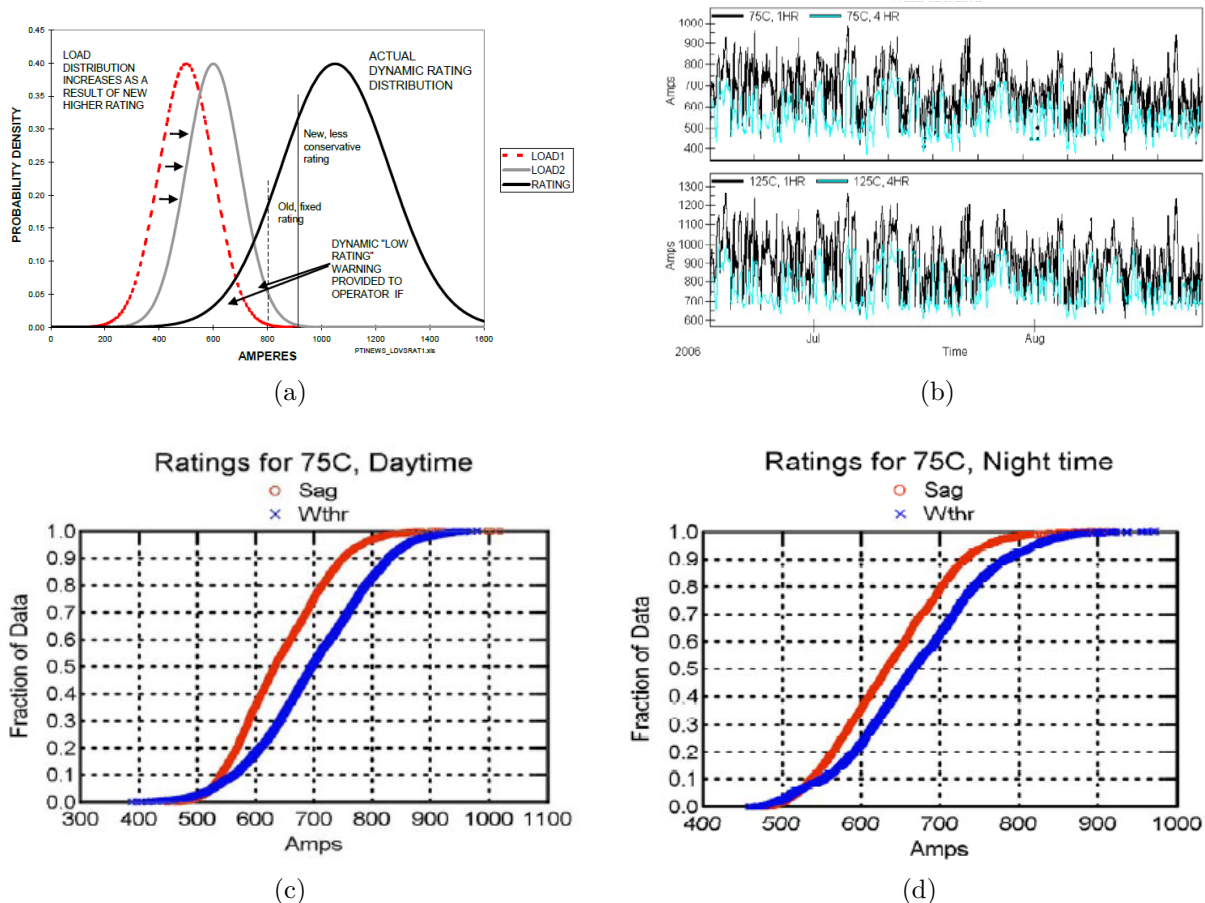 LOAD
DISTRIBUTION
INCREASES AS A
RESULT OF NEW
HIGHER RATING
ACTUAL
DYNAMIC RATING
DISTRIBUTION
New, less
conservative
rating
Old, fixed
rating
DYNAMIC "LOW
RATING"
WARNING
PROVIDED TO
OPERATOR IF
PROBABILITY DENSITY
0.45
0.40
0.35
0.30
0.25
0.20
0.15
0.10
0.05
0.00
0 200 400 600 800 1000 1200 1400 1600
AMPERES
PTINEWS_LDVSRAT1.xls
LOAD1
LOAD2
RATING
(a)
75C, 1HR 75C, 4 HR
Amps
1000
900
800
700
600
500
400
125C, 1HR 125C, 4HR
Amps
1300
1200
1100
1000
900
800
700
600
Jul Aug
2006 Time
(b)
Ratings for 75C, Daytime
Sag
Wthr
Fraction of Data
1.0
0.9
0.8
0.7
0.6
0.5
0.4
0.3
0.2
0.1
0.0
300 400 500 600 700 800 900 1000 1100
Amps
(c)
Ratings for 75C, Night time
Sag
Wthr
Fraction of Data
1.0
0.9
0.8
0.7
0.6
0.5
0.4
0.3
0.2
0.1
0.0
400 500 600 700 800 900 1000
Amps
(d)